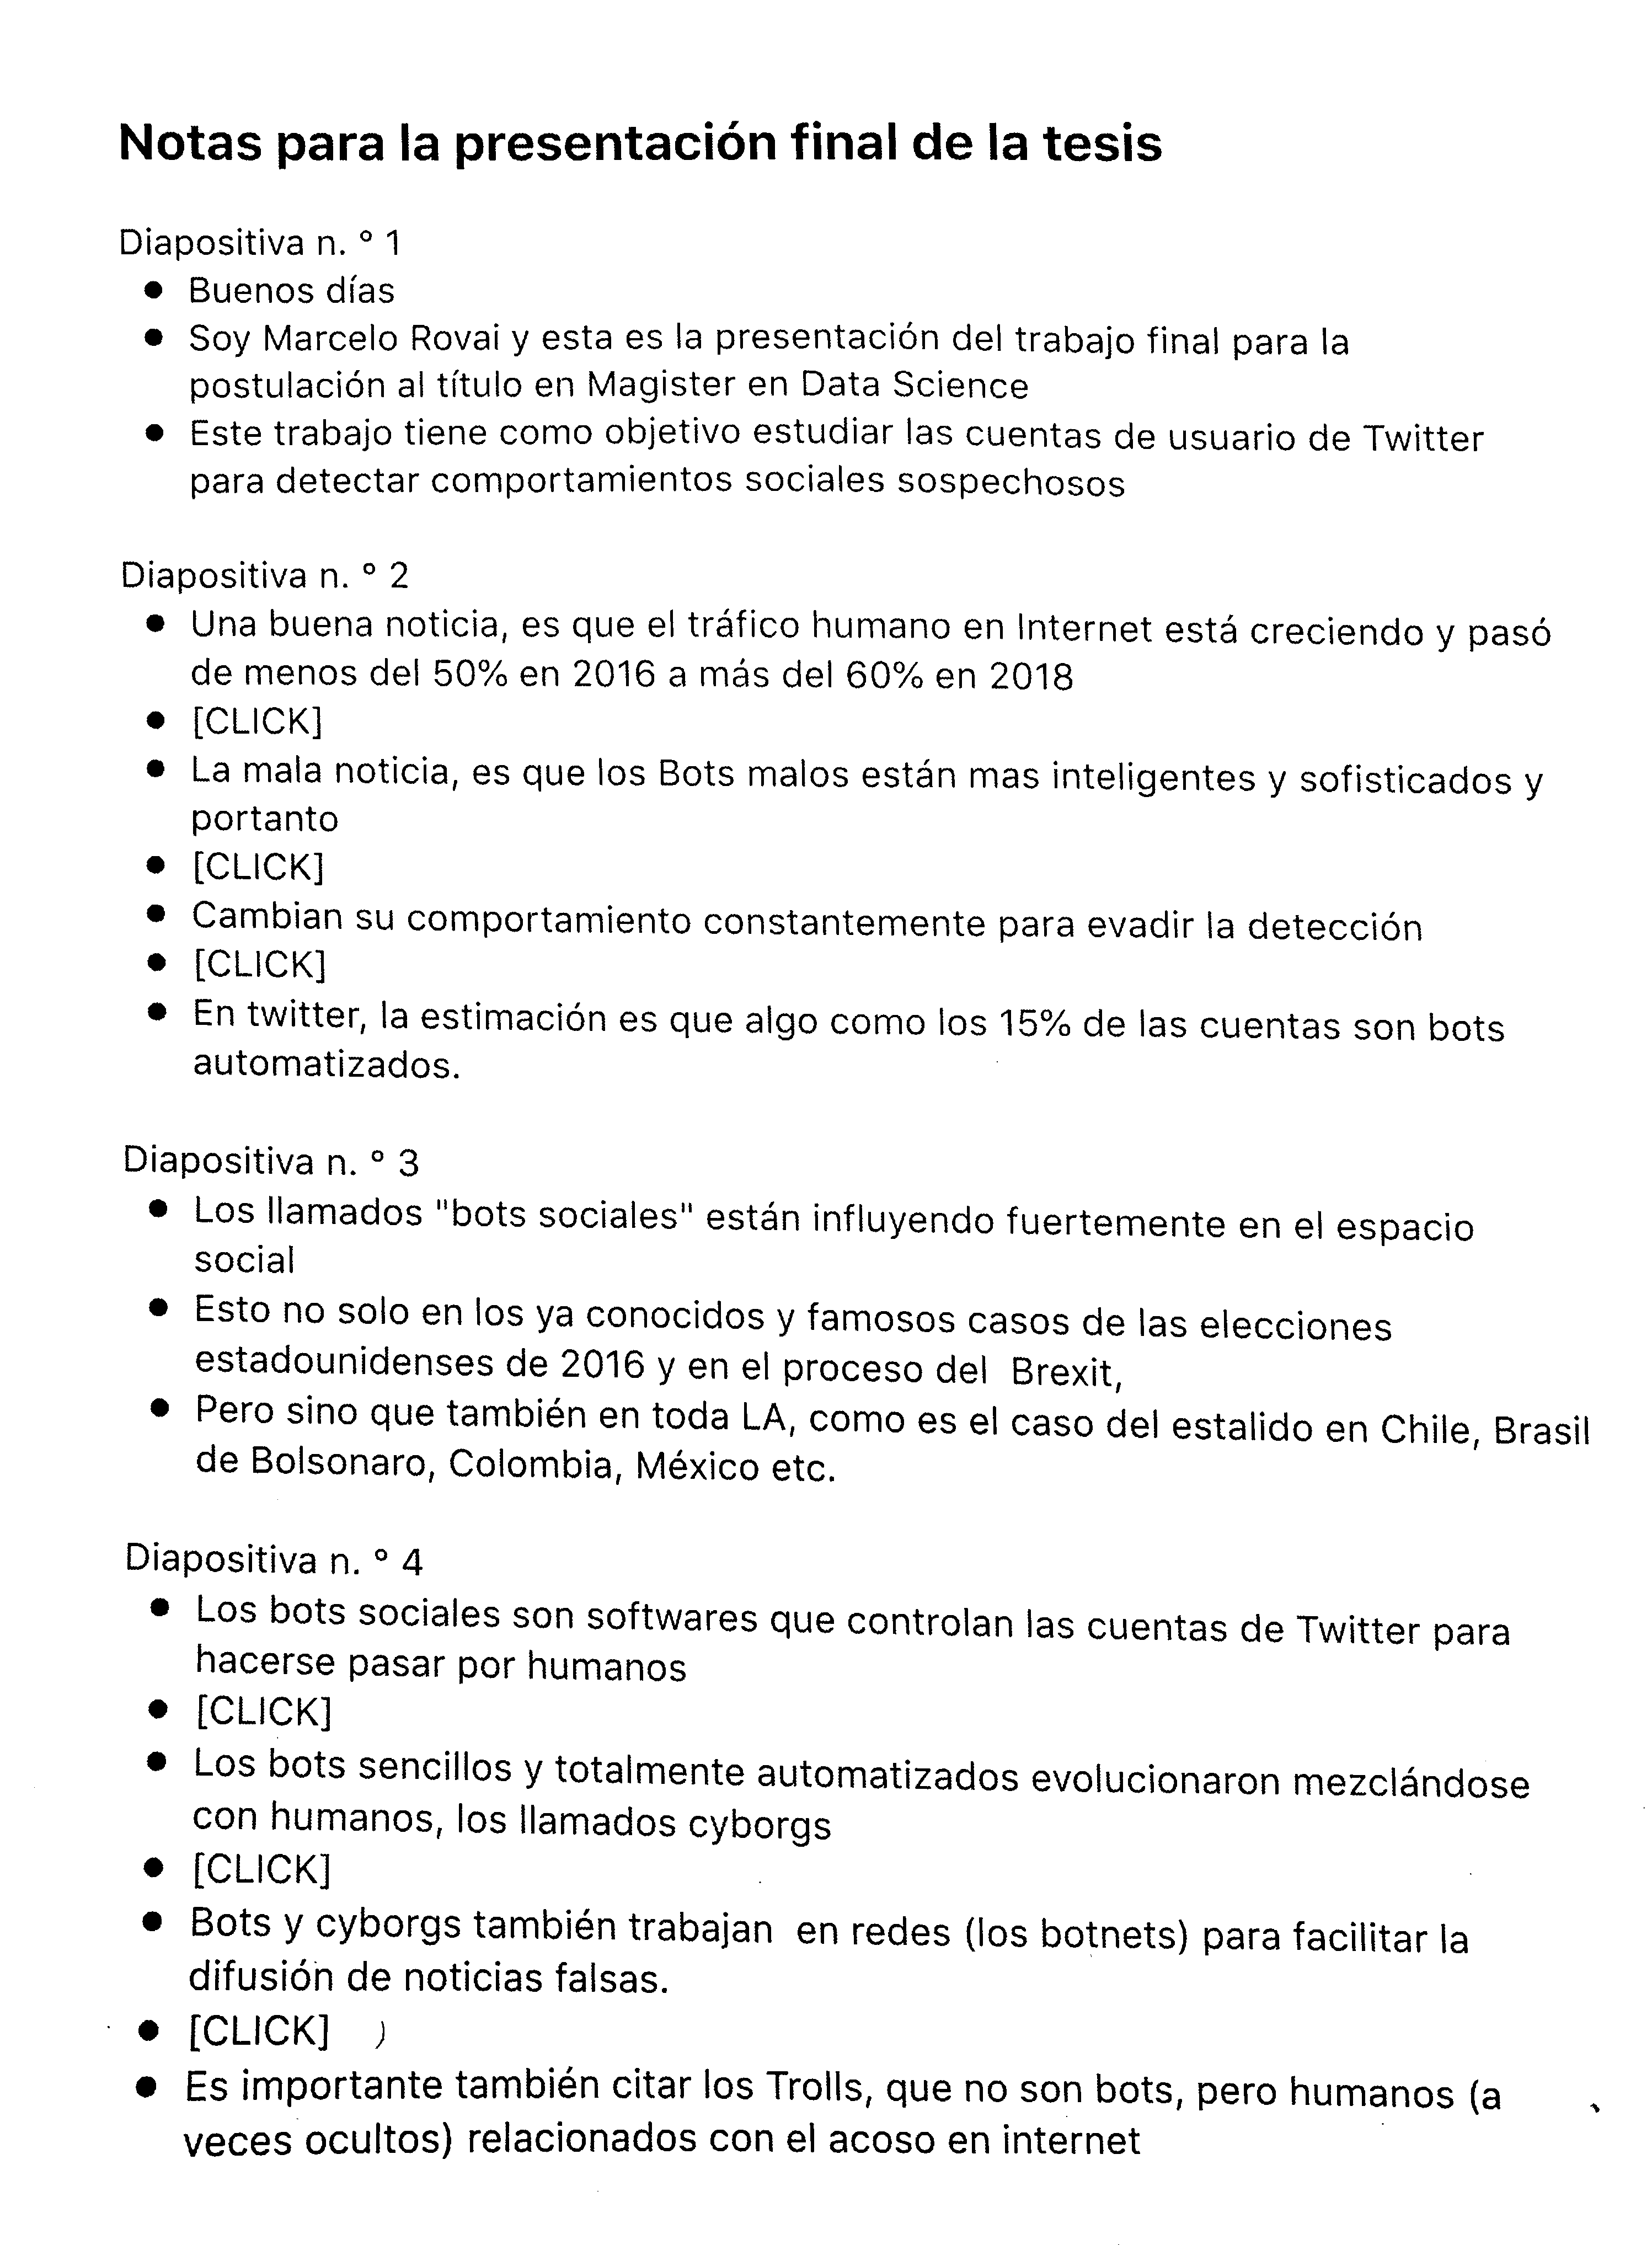 Notas para la presentación final de la tesis
Diapositiva n. ° 1
● Buenos días
● Soy Marcelo Rovai y esta es la presentación del trabajo final para la
postulación al título en Magister en Data Science
● Este trabajo tiene como objetivo estudiar las cuentas de usuario de Twitter
para detectar comportamientos sociales sospechosos
Diapositiva n. ° 2
● Una buena noticia, es que el tráfico humano en Internet está creciendo y pasó
de menos del 50% en 2016 a más del 60% en 2018
● [CLICK]
● La mala noticia, es que los Bots malos están mas inteligentes y sofisticados y
portanto
● [CLICK]
● Cambian su comportamiento constantemente para evadir la detección
● [CLICK]
● En twitter, la estimación es que algo como los 15% de las cuentas son bots
automatizados.
Diapositiva n. ° 3
● Los llamados "bots sociales" están influyendo fuertemente en el espacio
social
● Esto no solo en los ya conocidos y famosos casos de las elecciones
estadounidenses de 2016 y en el proceso del  Brexit,
● Pero sino que también en toda LA, como es el caso del estalido en Chile, Brasil
de Bolsonaro, Colombia, México etc.
Diapositiva n. ° 4
● Los bots sociales son softwares que controlan las cuentas de Twitter para
hacerse pasar por humanos
● [CLICK]
● Los bots sencillos y totalmente automatizados evolucionaron mezclándose
con humanos, los llamados cyborgs
● [CLICK]
● Bots y cyborgs también trabajan  en redes (los botnets) para facilitar la
difusión de noticias falsas.
● [CLICK]
● Es importante también citar los Trolls, que no son bots, pero humanos (a
veces ocultos) relacionados con el acoso en internet